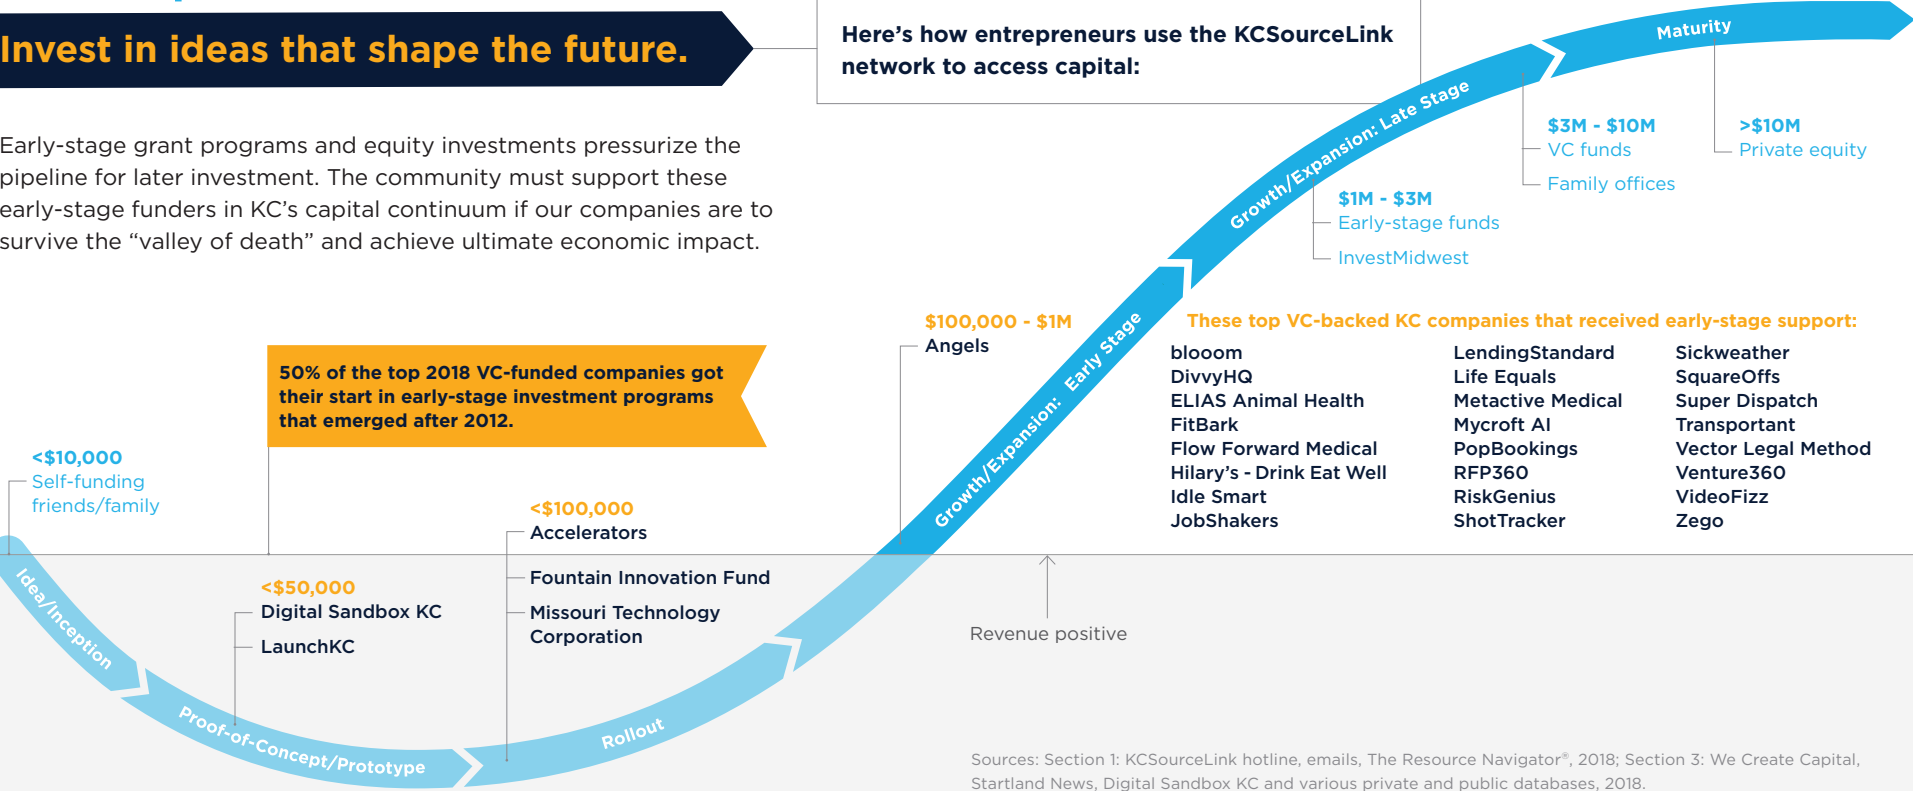 Invest in ideas that shape the future.
Early-stage grant programs and equity investments pressurize the
pipeline for later investment. The community must support these
early-stage funders in KC's capital continuum if our companies are to
survive the “valley of death” and achieve ultimate economic impact.
Here's how entrepreneurs use the KCSourceLink
network to access capital:
50% of the top 2018 VC-funded companies got
their start in early-stage investment programs
that emerged after 2012.
<$10,000
Self-funding
friends/family
Idea/Inception
<$50,000
Digital Sandbox KC
LaunchKC
Proof-of-Concept/Prototype
<$100,000
Accelerators
Fountain Innovation Fund
Missouri Technology
Corporation
Rollout
$100,000 - $1M
Angels
Growth/Expansion: Early Stage
Revenue positive
$1M - $3M
Early-stage funds
InvestMidwest
Growth/Expansion: Late Stage
$3M - $10M
VC funds
Family offices
Maturity
>$10M
Private equity
These top VC-backed KC companies that received early-stage support:
blooom
DivvyHQ
ELIAS Animal Health
FitBark
Flow Forward Medical
Hilary's - Drink Eat Well
Idle Smart
JobShakers
LendingStandard
Life Equals
Metactive Medical
Mycroft AI
PopBookings
RFP360
RiskGenius
ShotTracker
Sickweather
SquareOffs
Super Dispatch
Transportant
Vector Legal Method
Venture360
VideoFizz
Zego
Sources: Section 1: KCSourceLink hotline, emails, The Resource Navigator®, 2018; Section 3: We Create Capital,
Startland News, Digital Sandbox KC and various private and public databases, 2018.